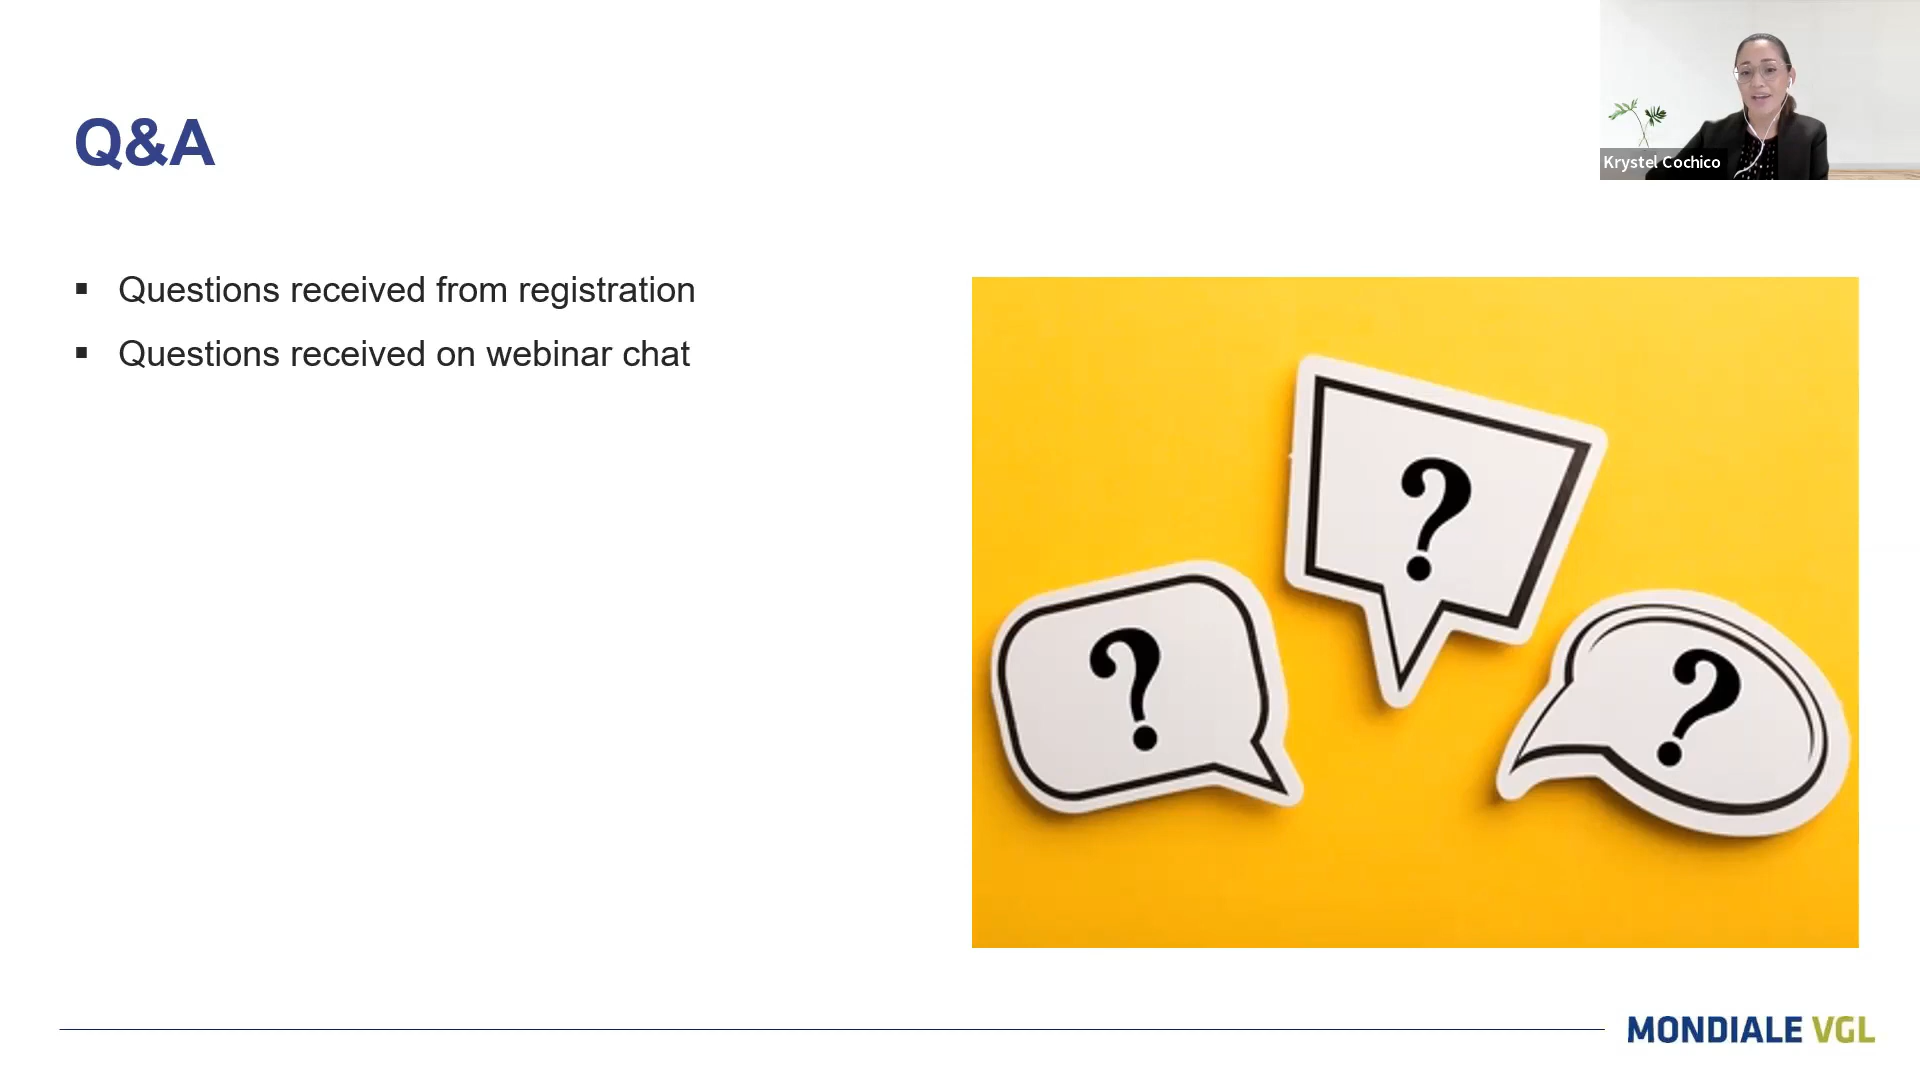 Krystel Cochico
Q&A
▪ Questions received from registration
▪ Questions received on webinar chat
?
?
?
MONDIALE VGL